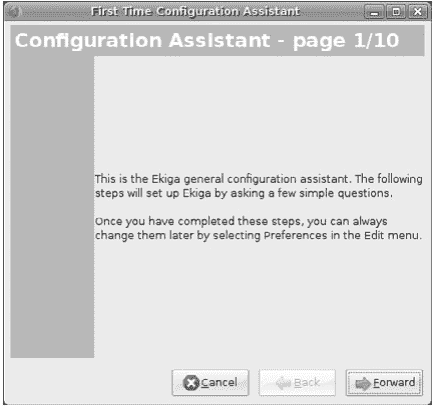 First Time Configuration Assistant
Configuration Assistant - page 1/10
This is the Ekiga general configuration assistant. The following
steps will set up Ekiga by asking a few simple questions.
Once you have completed these steps, you can always
change them later by selecting Preferences in the Edit menu.
Cancel
Back
Forward